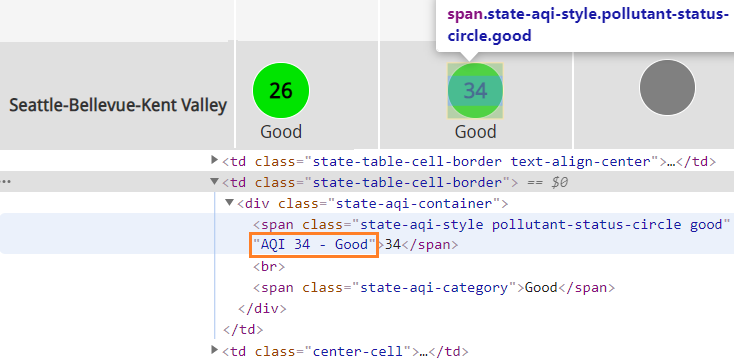 span.state-aqi-style.pollutant-status-
circle.good
Seattle-Bellevue-Kent Valley
26
34
Good
Good
<td class="state-table-cell-border text-align-center">…</td>
… <td class="state-table-cell-border"> == $0
<div class="state-aqi-container">
<span class="state-aqi-style pollutant-status-circle good"
"AQI 34 - Good">34</span>
<br>
<span class="state-aqi-category">Good</span>
</div>
</td>
<td class="center-cell">…</td>